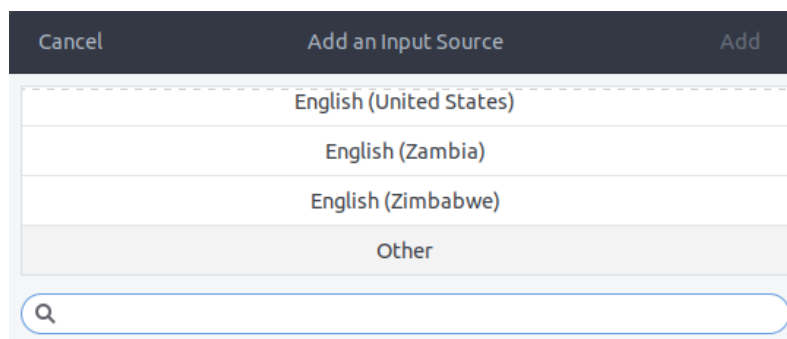 Cancel Add an Input Source Add
English (United States)
English (Zambia)
English (Zimbabwe)
Other